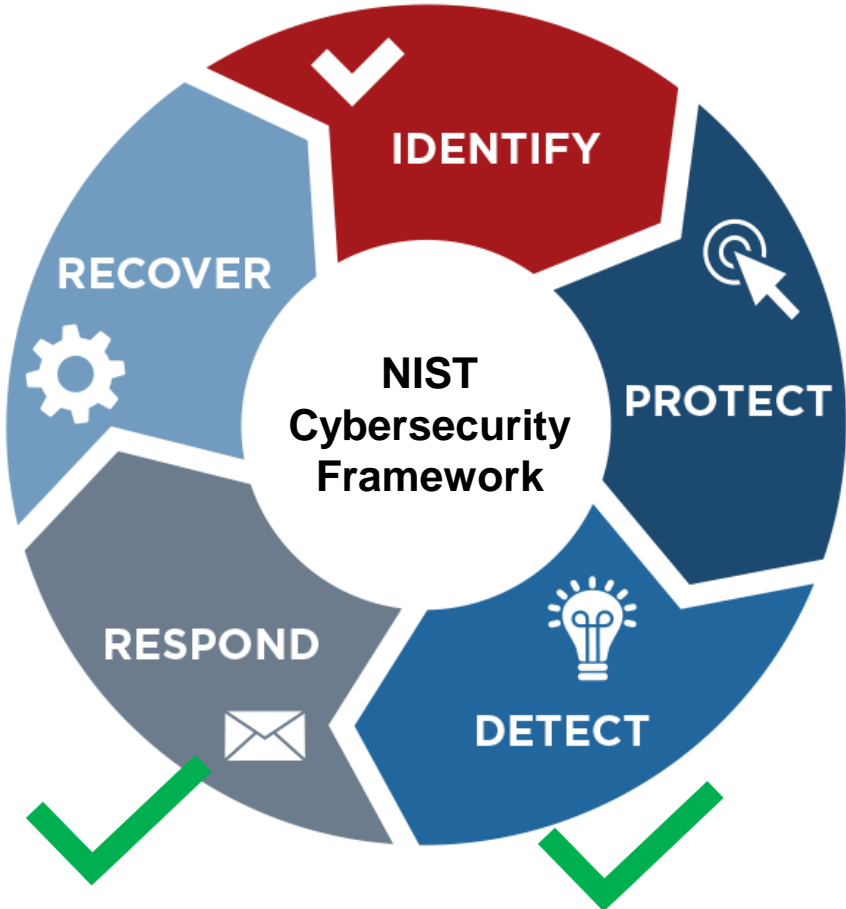 IDENTIFY
RECOVER
PROTECT
NIST
Cybersecurity
Framework
RESPOND
DETECT